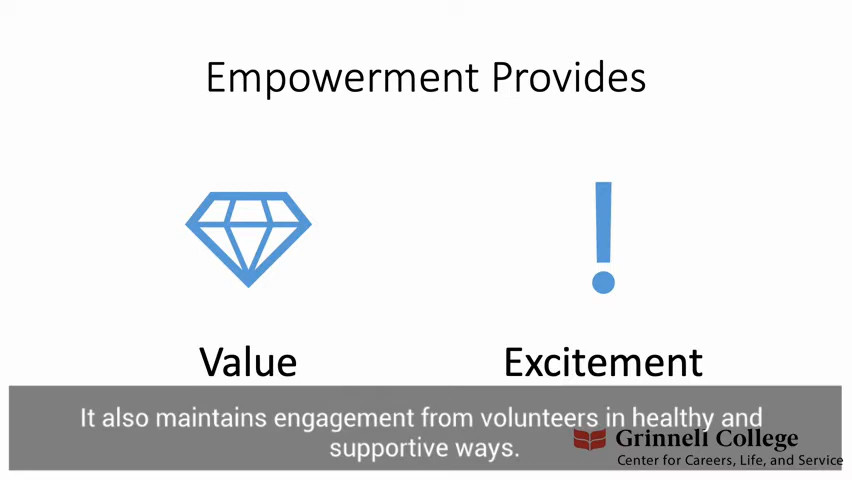 Empowerment Provides
Value
Excitement
It also maintains engagement from volunteers in healthy and
supportive ways.
Grinnell College
Center for Careers, Life, and Service